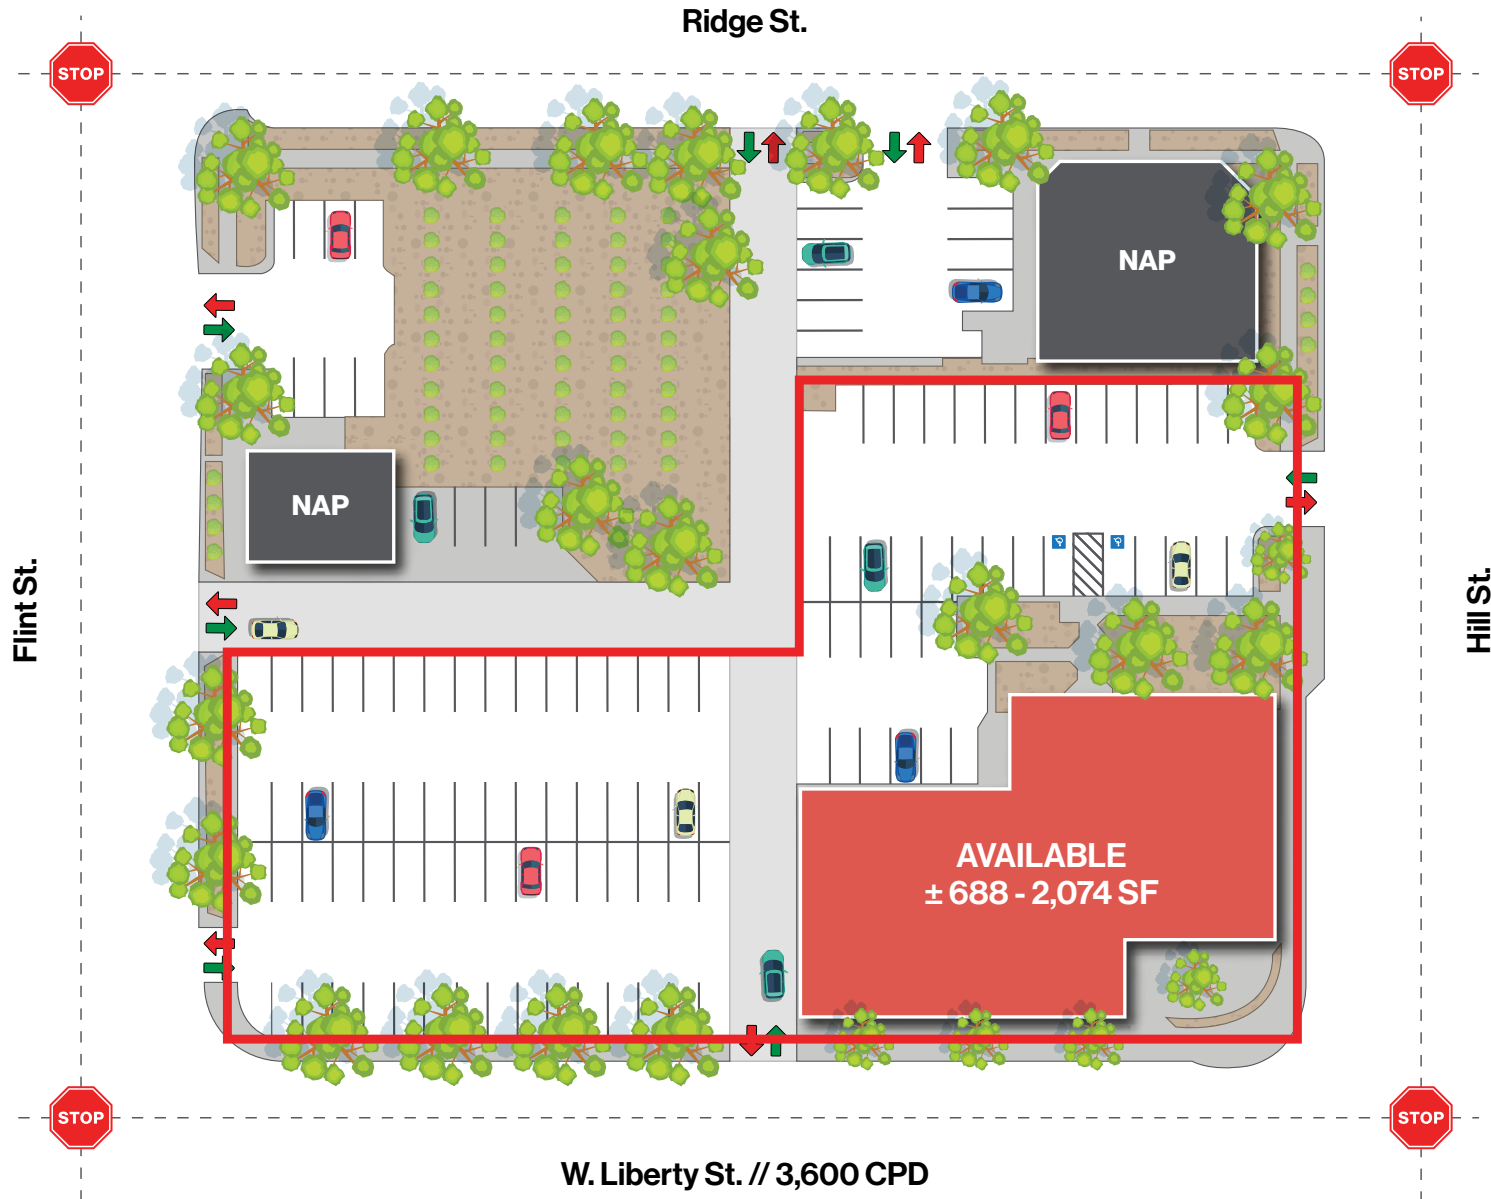 Ridge St.
STOP
STOP
NAP
NAP
Flint St.
Hill St.
AVAILABLE
± 688 - 2,074 SF
STOP
STOP
W. Liberty St. // 3,600 CPD